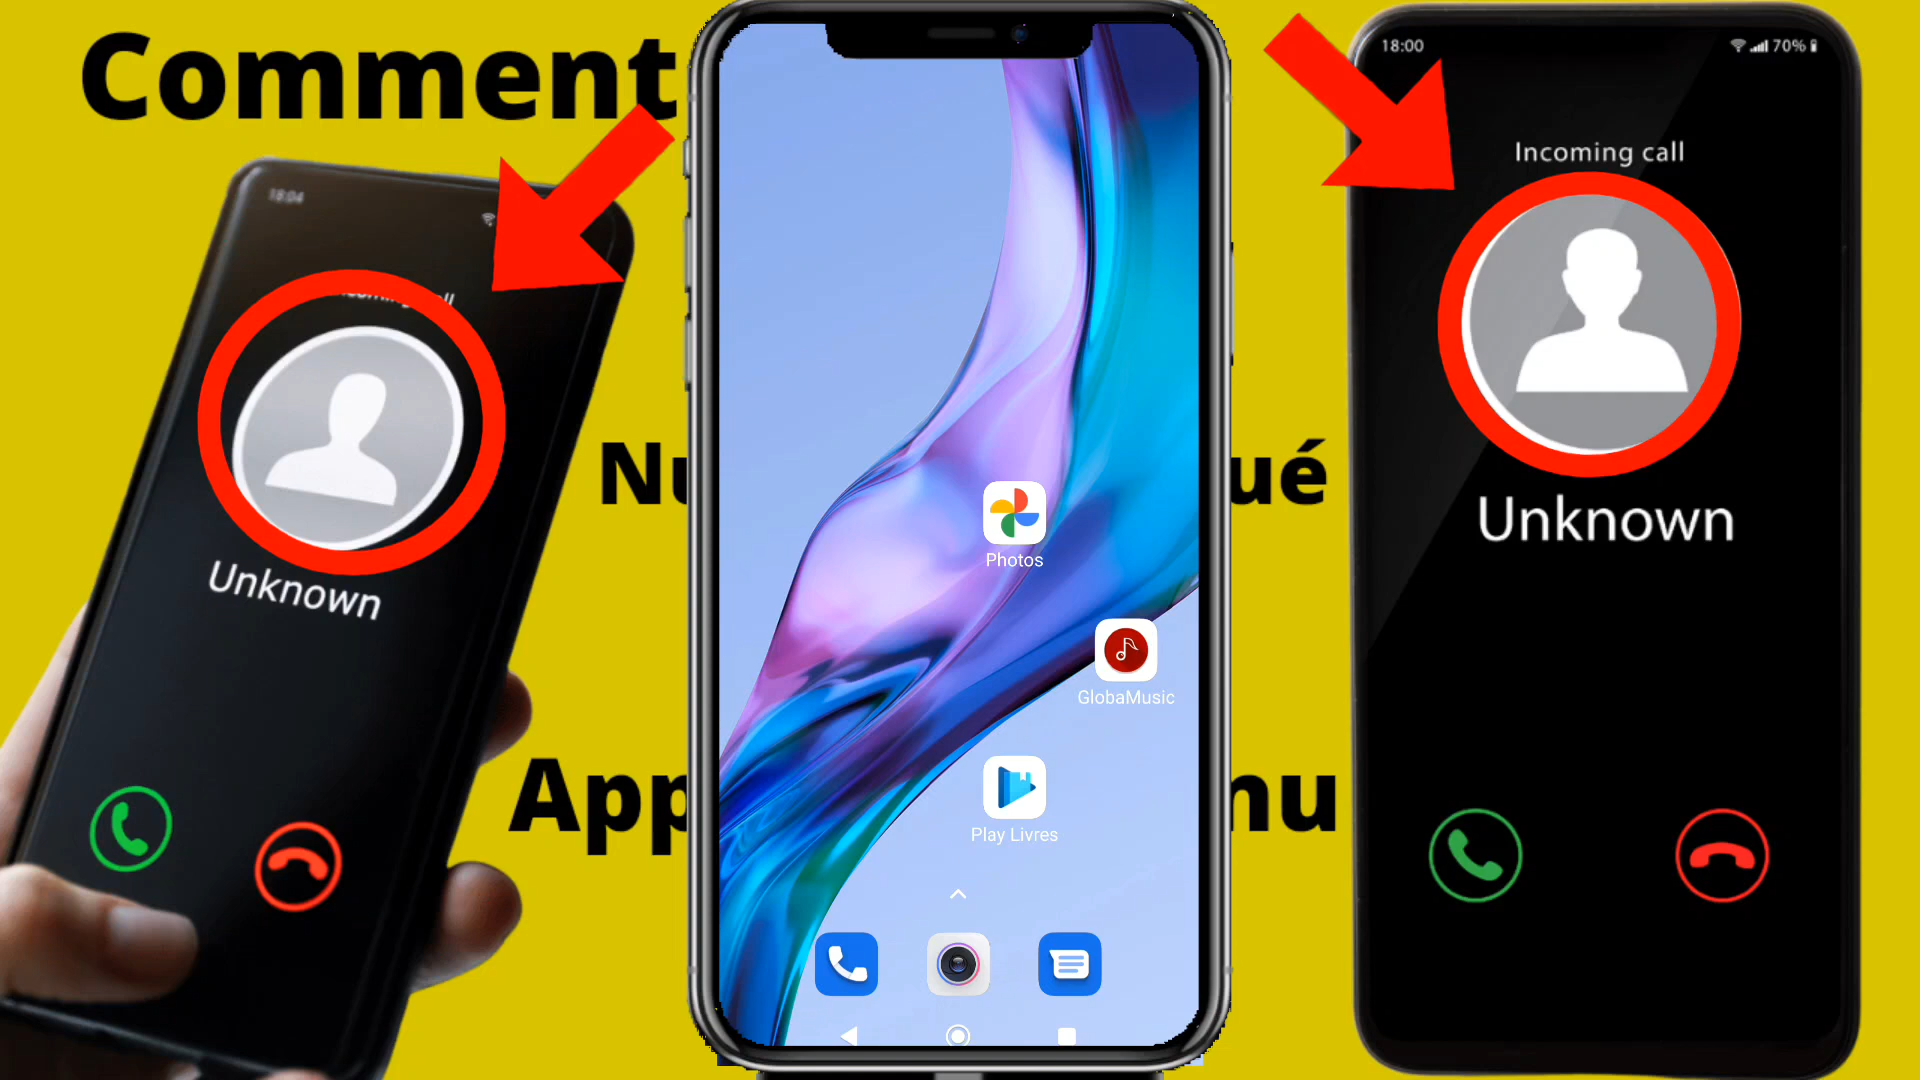 Comment
18:00
70%
Incoming call
18:04
Unknown
Unknown
Nu
ué
Photos
GlobaMusic
App
nu
Play Livres